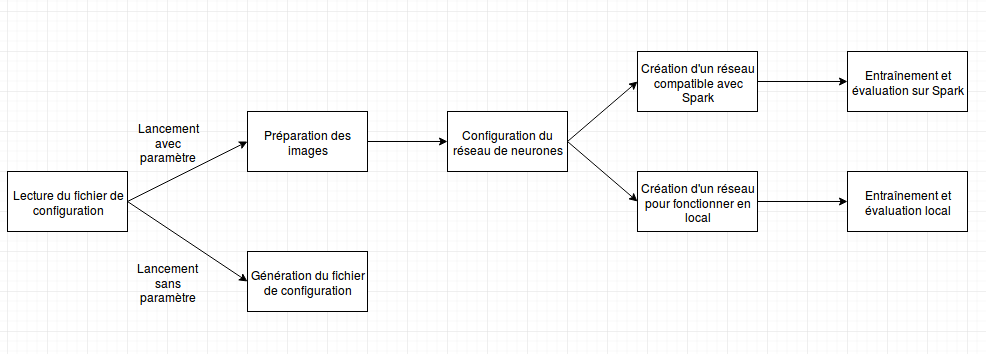 Lecture du fichier de
configuration
Lancement
avec
paramètre
Lancement
sans
paramètre
Préparation des
images
Génération du fichier
de configuration
Configuration du
réseau de neurones
Création d'un réseau
compatible avec
Spark
Création d'un réseau
pour fonctionner en
local
Entraînement et
évaluation sur Spark
Entraînement et
évaluation local